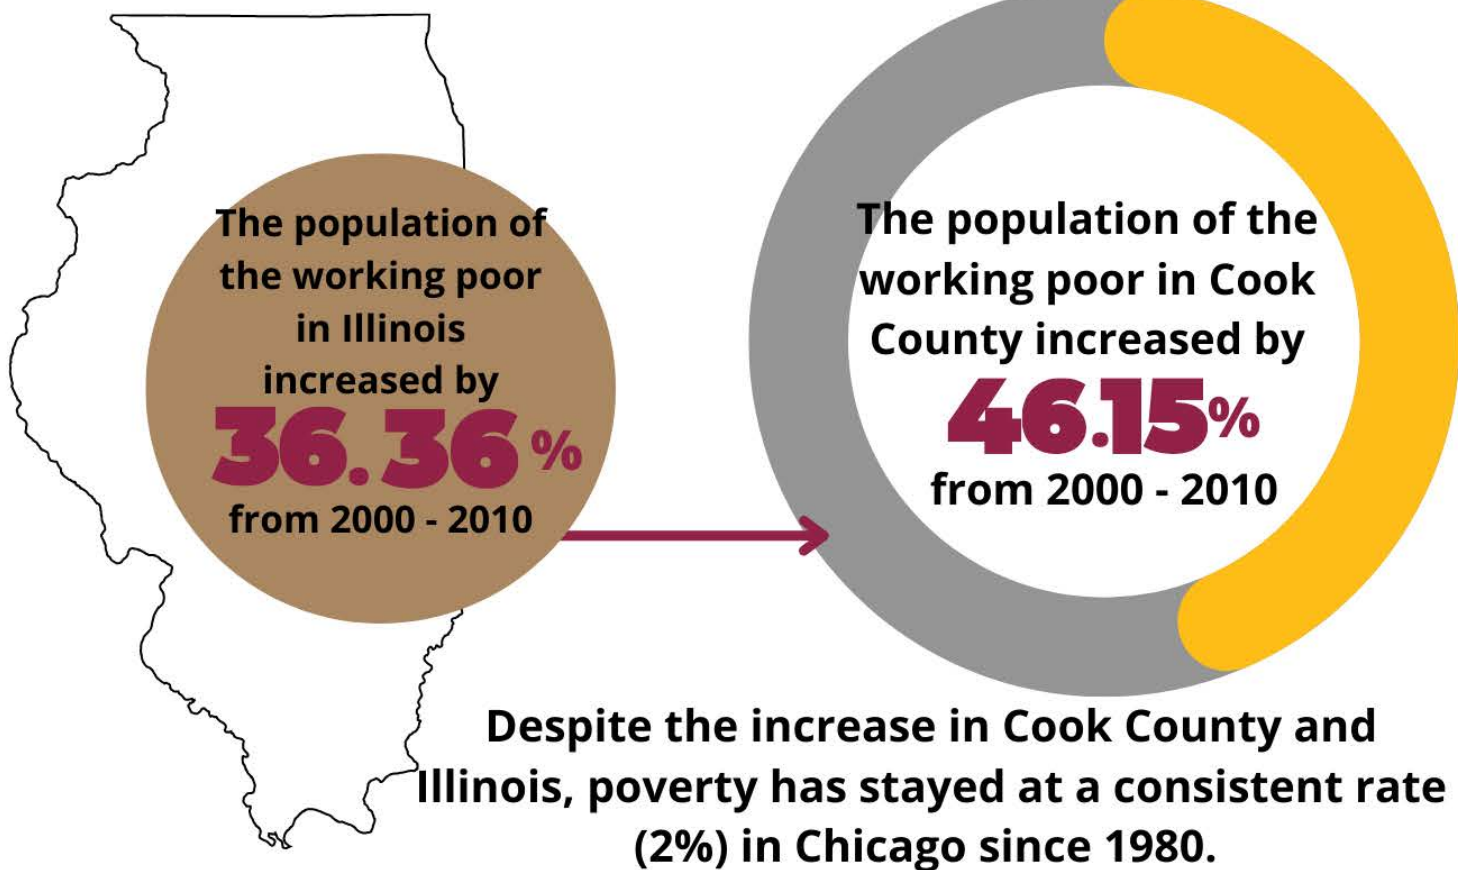 The population of
the working poor
in Illinois
increased by
36.36 %
from 2000 - 2010
The population of the
working poor in Cook
County increased by
46.15%
from 2000 - 2010
Despite the increase in Cook County and
Illinois, poverty has stayed at a consistent rate
(2%) in Chicago since 1980.